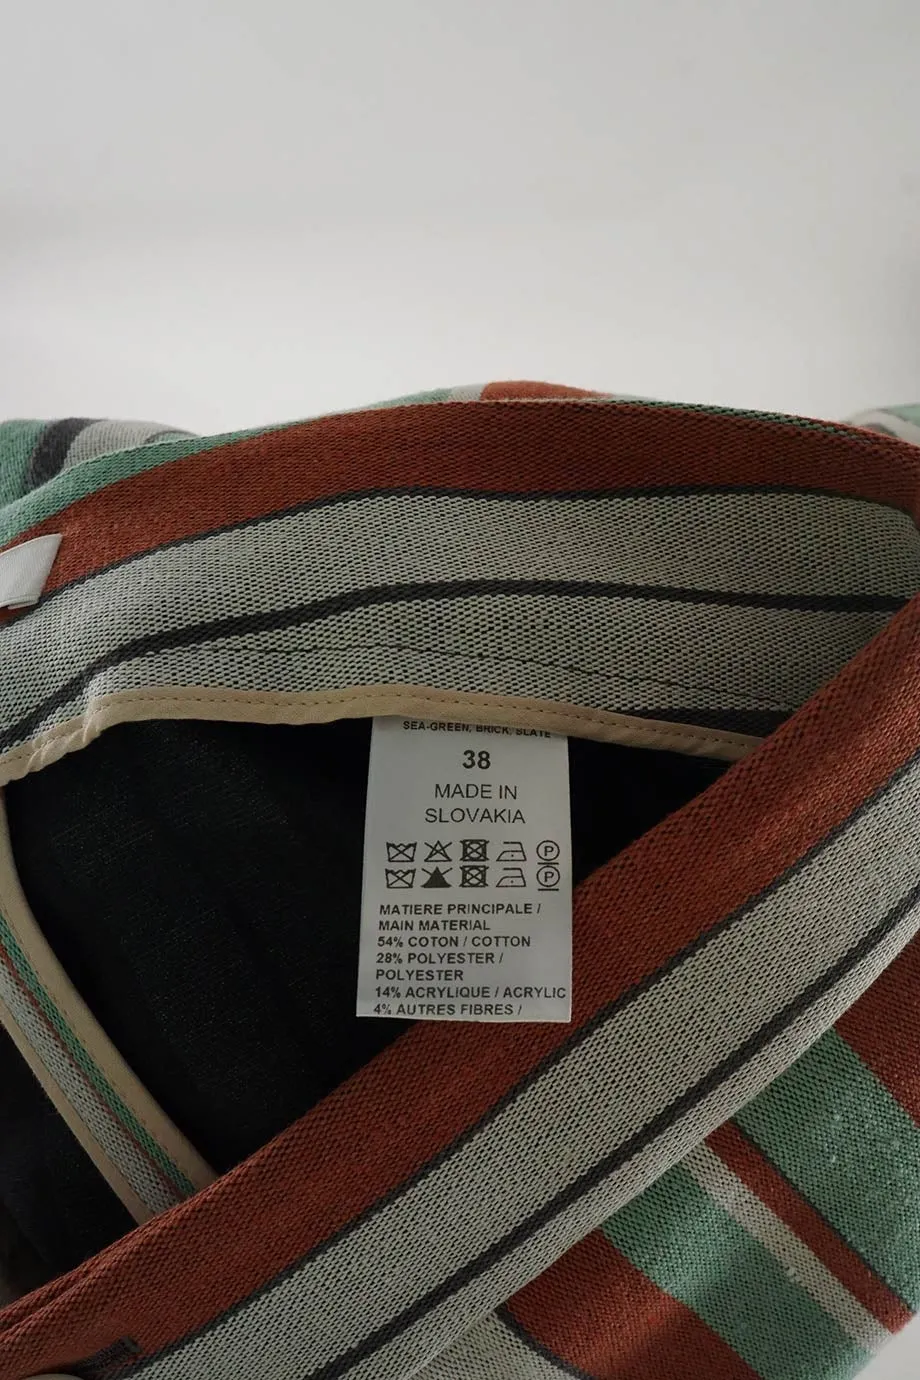 SEA-GREEN, BRICK, SLATE
38
MADE IN
SLOVAKIA
P
P
MATIERE PRINCIPALE /
MAIN MATERIAL
54% COTON / COTTON
28% POLYESTER /
POLYESTER
14% ACRYLIQUE / ACRYLIC
4% AUTRES FIBRES /